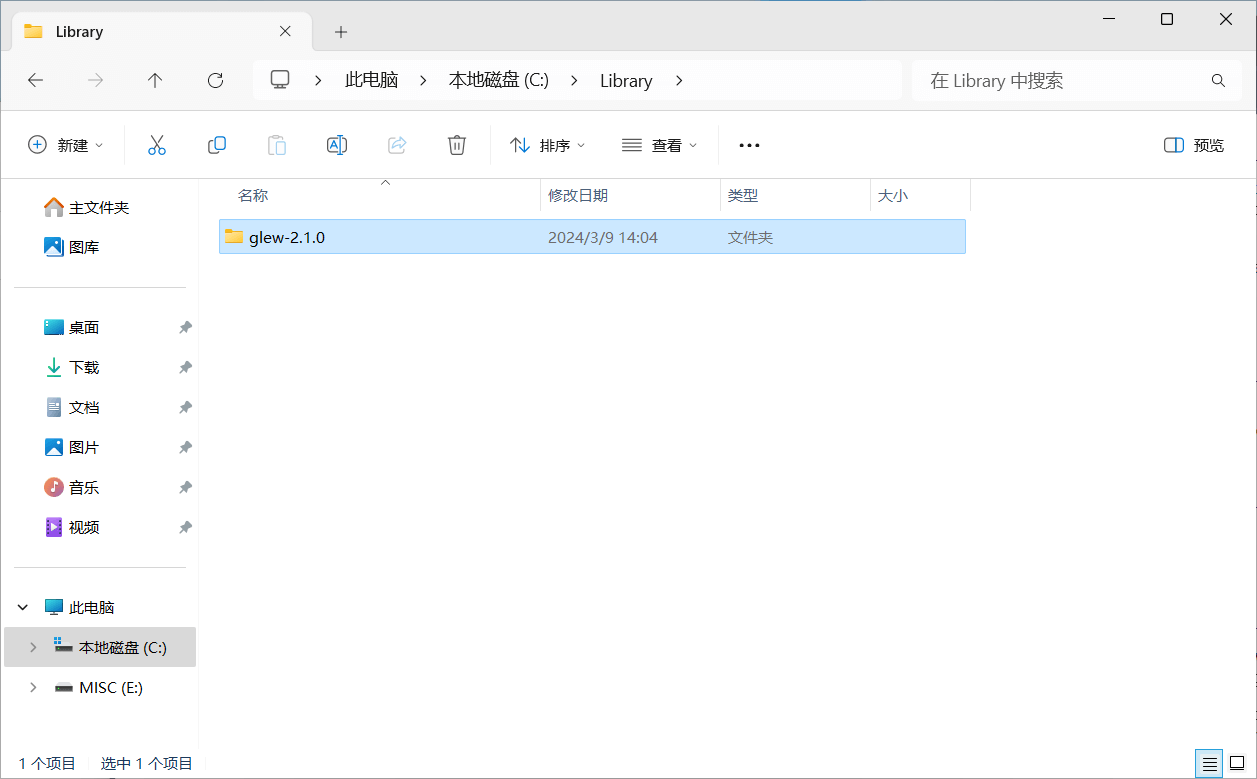 Library
此电脑 本地磁盘 (C:) Library
在 Library 中搜索
新建 排序 查看 预览
名称 修改日期 类型 大小
glew-2.1.0 2024/3/9 14:04 文件夹
主文件夹
图库
桌面
下载
文档
图片
音乐
视频
此电脑
本地磁盘 (C:)
MISC (E:)
1 个项目 选中 1 个项目